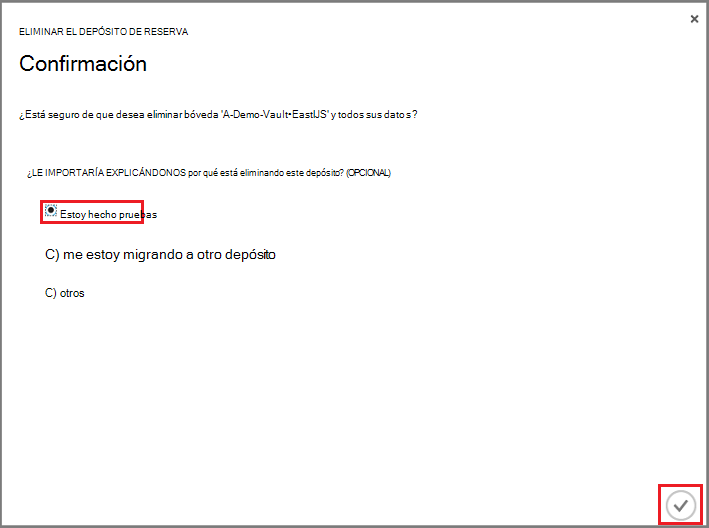 ELIMINAR EL DEPÓSITO DE RESERVA
Confirmación
¿Está seguro de que desea eliminar bóveda 'A-Demo-Vault•EastIJS' y todos sus datos?
¿LE IMPORTARÍA EXPLICÁNDONOS por qué está eliminando este depósito? (OPCIONAL)
Estoy hecho pruebas
C) me estoy migrando a otro depósito
C) otros